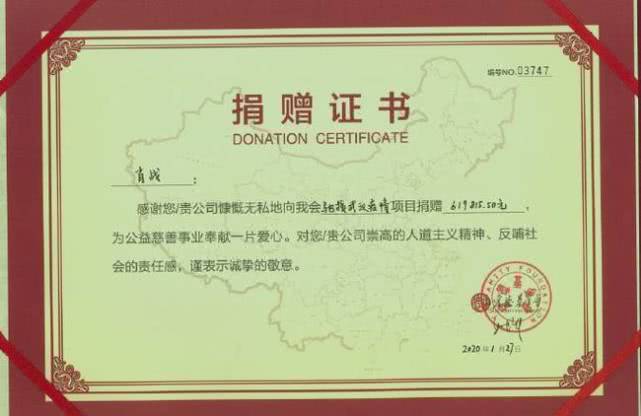 编号NO.03747
捐赠证书
DONATION CERTIFICATE
肖战：
感谢您/贵公司慷慨无私地向我会驰援武汉疫情项目捐赠619815.50元，
为公益慈善事业奉献一片爱心。对您/贵公司崇高的人道主义精神、反哺社
会的责任感，谨表示诚挚的敬意。
2020年1月27日